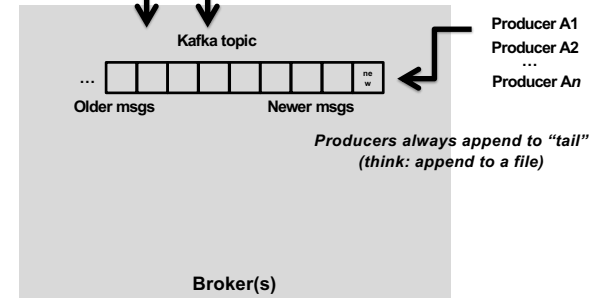 Producer A1
Kafka topic
Producer A2
…
… ne
w
Producer An
Older msgs Newer msgs
Producers always append to “tail”
(think: append to a file)
Broker(s)